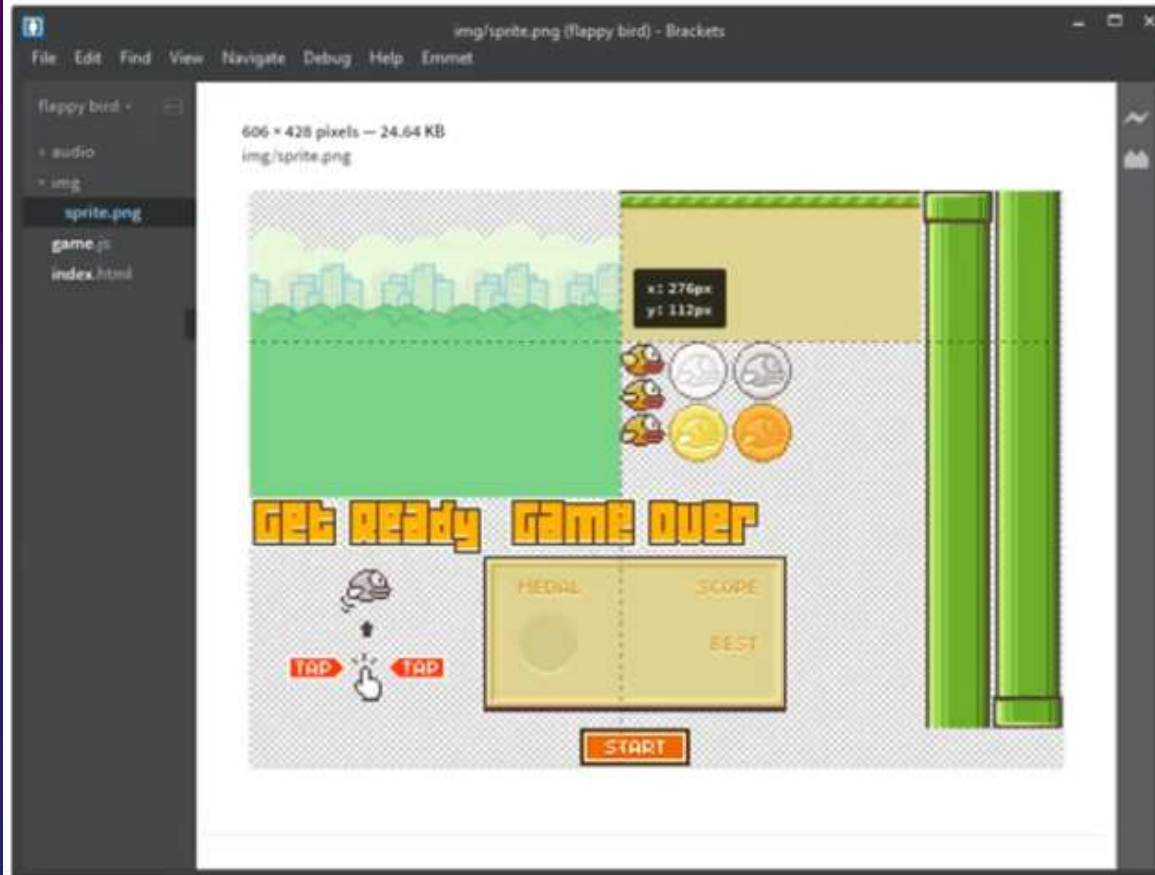 img/sprite.png (flappy bird) - Brackets
File Edit Find View Navigate Debug Help Emmet
flappy bird
audio
img
sprite.png
game.js
index.html
606 × 428 pixels — 24.64 KB
img/sprite.png
x: 276px
y: 112px
Get Ready Game Over
MEDAL SCORE
BEST
TAP TAP
START